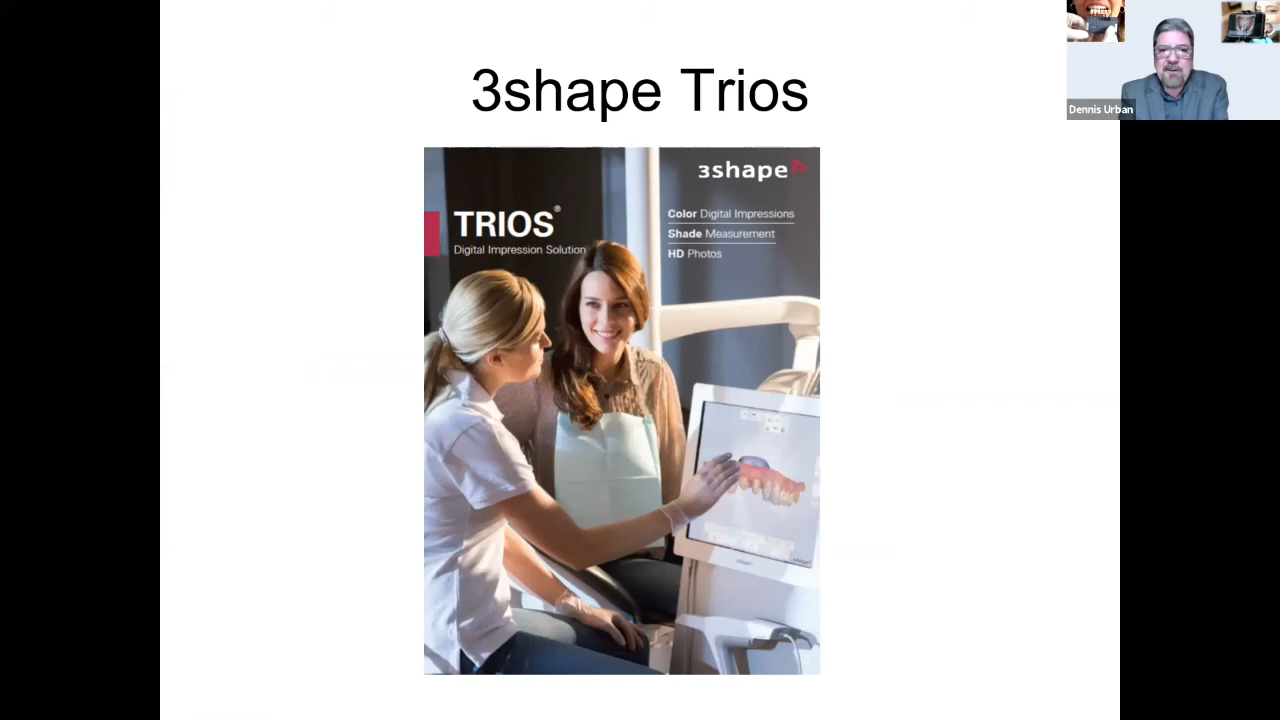 3shape Trios
Dennis Urban
3shape
TRIOS®
Digital Impression Solution
Color Digital Impressions
Shade Measurement
HD Photos